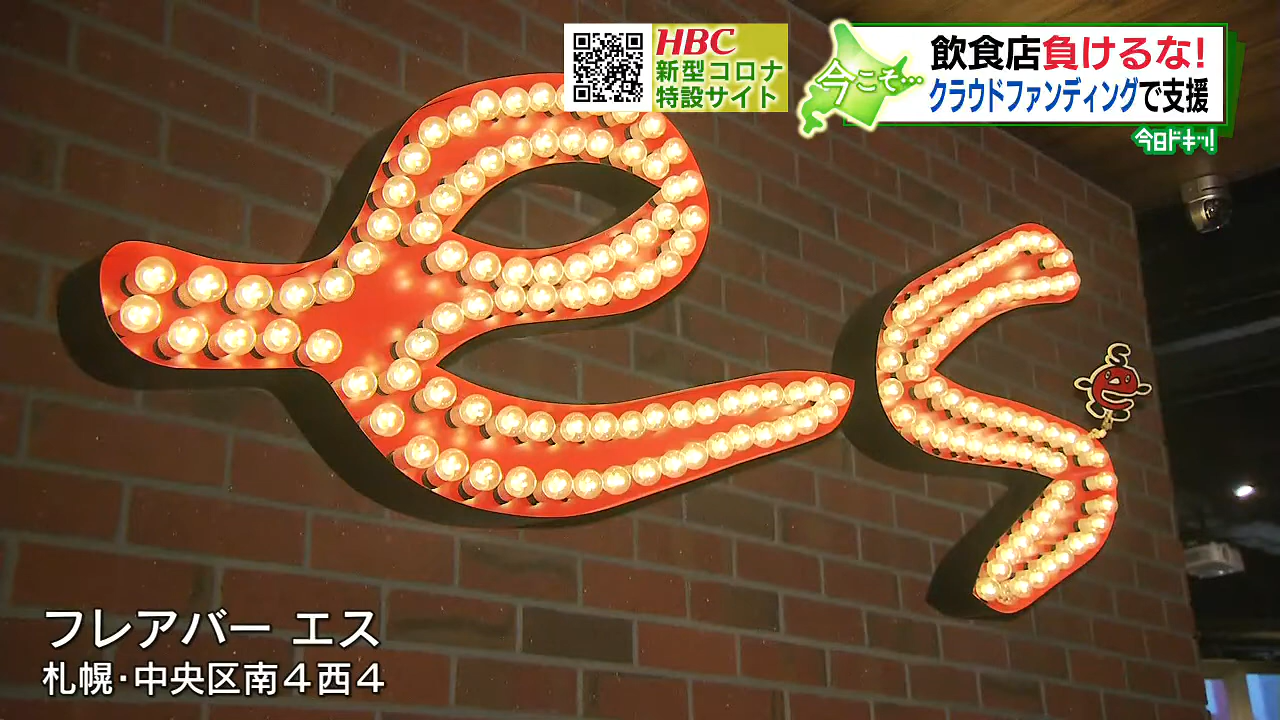 HBC
新型コロナ
特設サイト
今こそ…
飲食店負けるな!
クラウドファンディングで支援
今日ドキッ!
es
フレアバー エス
札幌・中央区南4西4